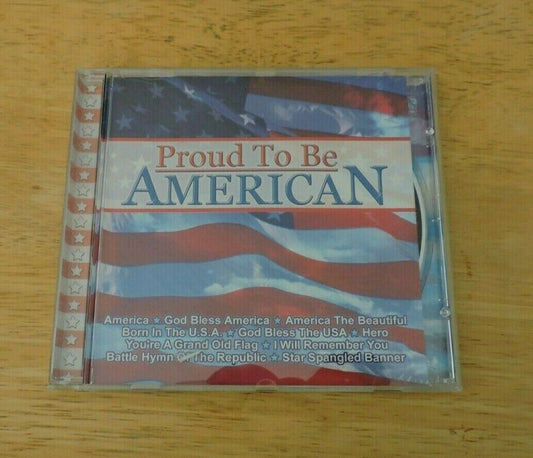 Proud To Be
AMERICAN
America ★ God Bless America ★ America The Beautiful
Born In The U.S.A. ★ God Bless The USA ★ Hero
You're A Grand Old Flag ★ I Will Remember You
Battle Hymn Of The Republic ★ Star Spangled Banner